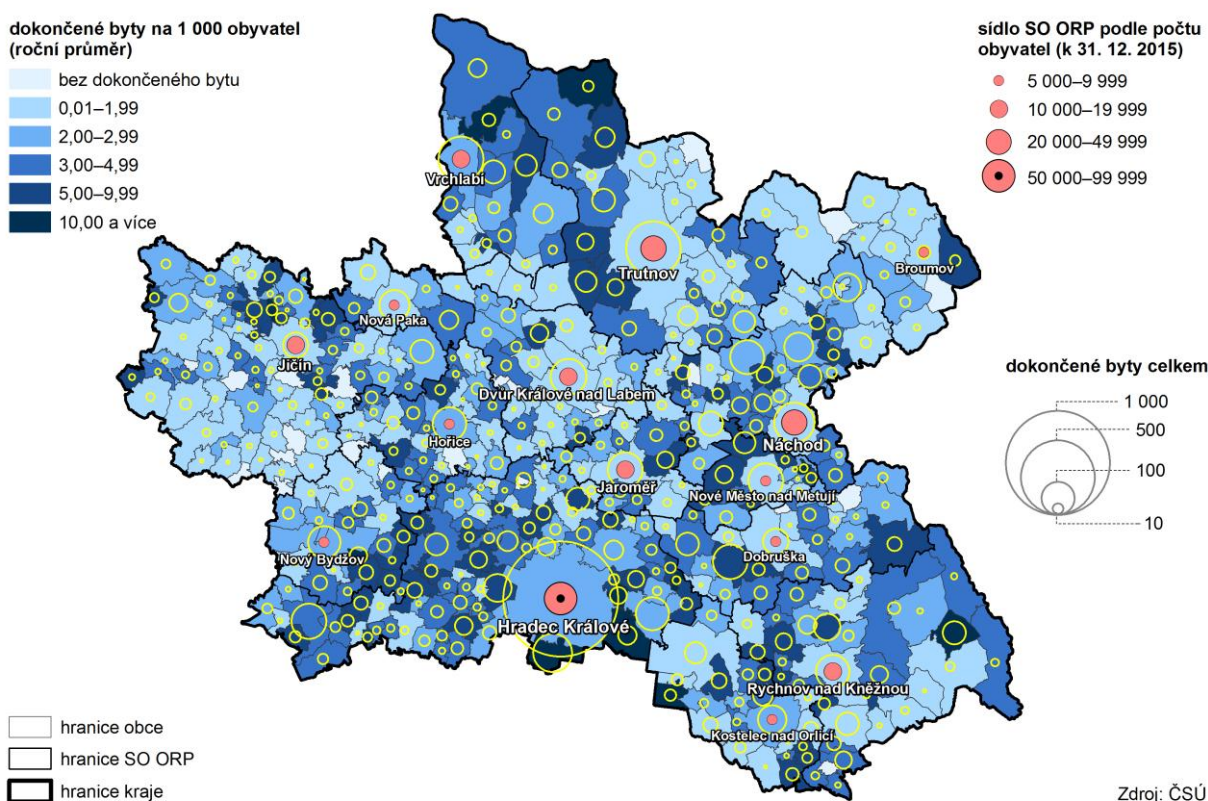 dokončené byty na 1 000 obyvatel
(roční průměr)
bez dokončeného bytu
0,01–1,99
2,00–2,99
3,00–4,99
5,00–9,99
10,00 a více
sídlo SO ORP podle počtu
obyvatel (k 31. 12. 2015)
5 000–9 999
10 000–19 999
20 000–49 999
50 000–99 999
Vrchlabí
Trutnov
Broumov
Nová Paka
Jičín
Dvůr Králové nad Labem
Hořice
Náchod
Jaroměř
Nové Město nad Metují
Nový Bydžov
Dobruška
Hradec Králové
Rychnov nad Kněžnou
Kostelec nad Orlicí
dokončené byty celkem
1 000
500
100
10
hranice obce
hranice SO ORP
hranice kraje
Zdroj: ČSÚ